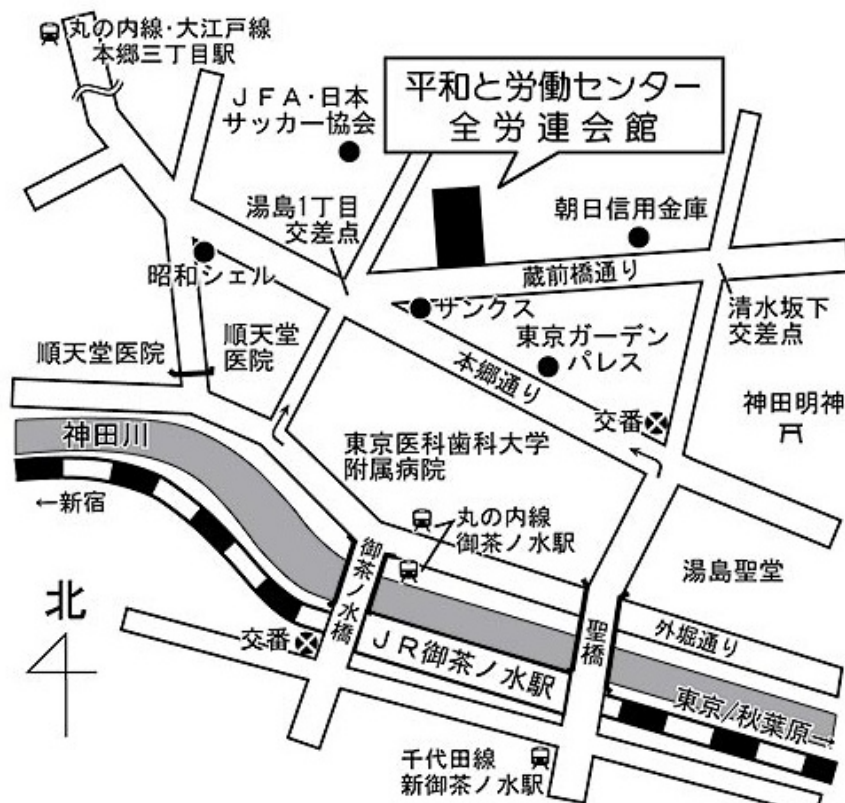 丸の内線・大江戸線
本郷三丁目駅
JFA・日本
サッカー協会
平和と労働センター
全労連会館
湯島1丁目
交差点
朝日信用金庫
昭和シェル
蔵前橋通り
サンクス
清水坂下
交差点
順天堂医院
順天堂
医院
東京ガーデン
パレス
本郷通り
神田明神
交番
神田川
東京医科歯科大学
附属病院
←新宿
丸の内線
御茶ノ水駅
御茶ノ水橋
湯島聖堂
北
交番
JR御茶ノ水駅
聖橋
外堀通り
東京/秋葉原→
千代田線
新御茶ノ水駅